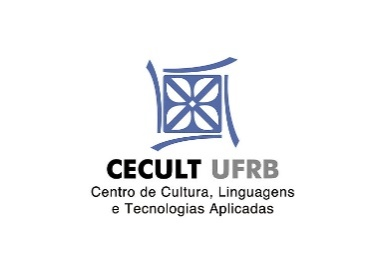 CECULT UFRB
Centro de Cultura, Linguagens
e Tecnologias Aplicadas